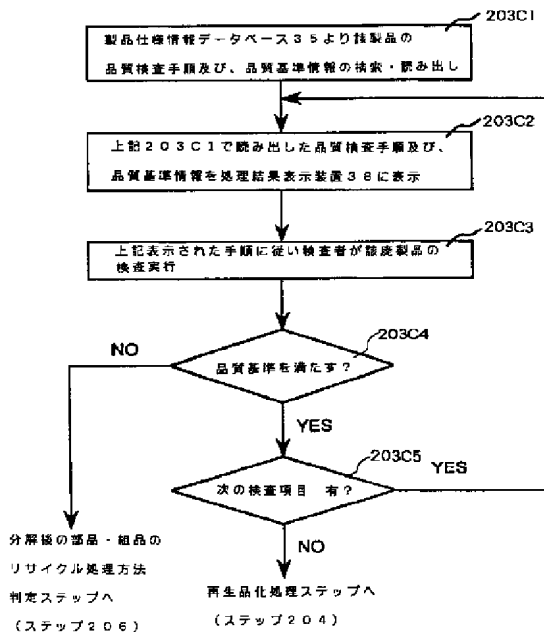 203C1
製品仕様情報データベース35より該製品の
品質検査手順及び、品質基準情報の検索・読み出し
203C2
上記203C1で読み出した品質検査手順及び、
品質基準情報を処理結果表示装置38に表示
203C3
上記表示された手順に従い検査者が該廃製品の
検査実行
203C4
NO
品質基準を満たす?
YES
203C5
YES
次の検査項目 有?
NO
分解後の部品・組品の
リサイクル処理方法
判定ステップへ
(ステップ206)
再生品化処理ステップへ
(ステップ204)